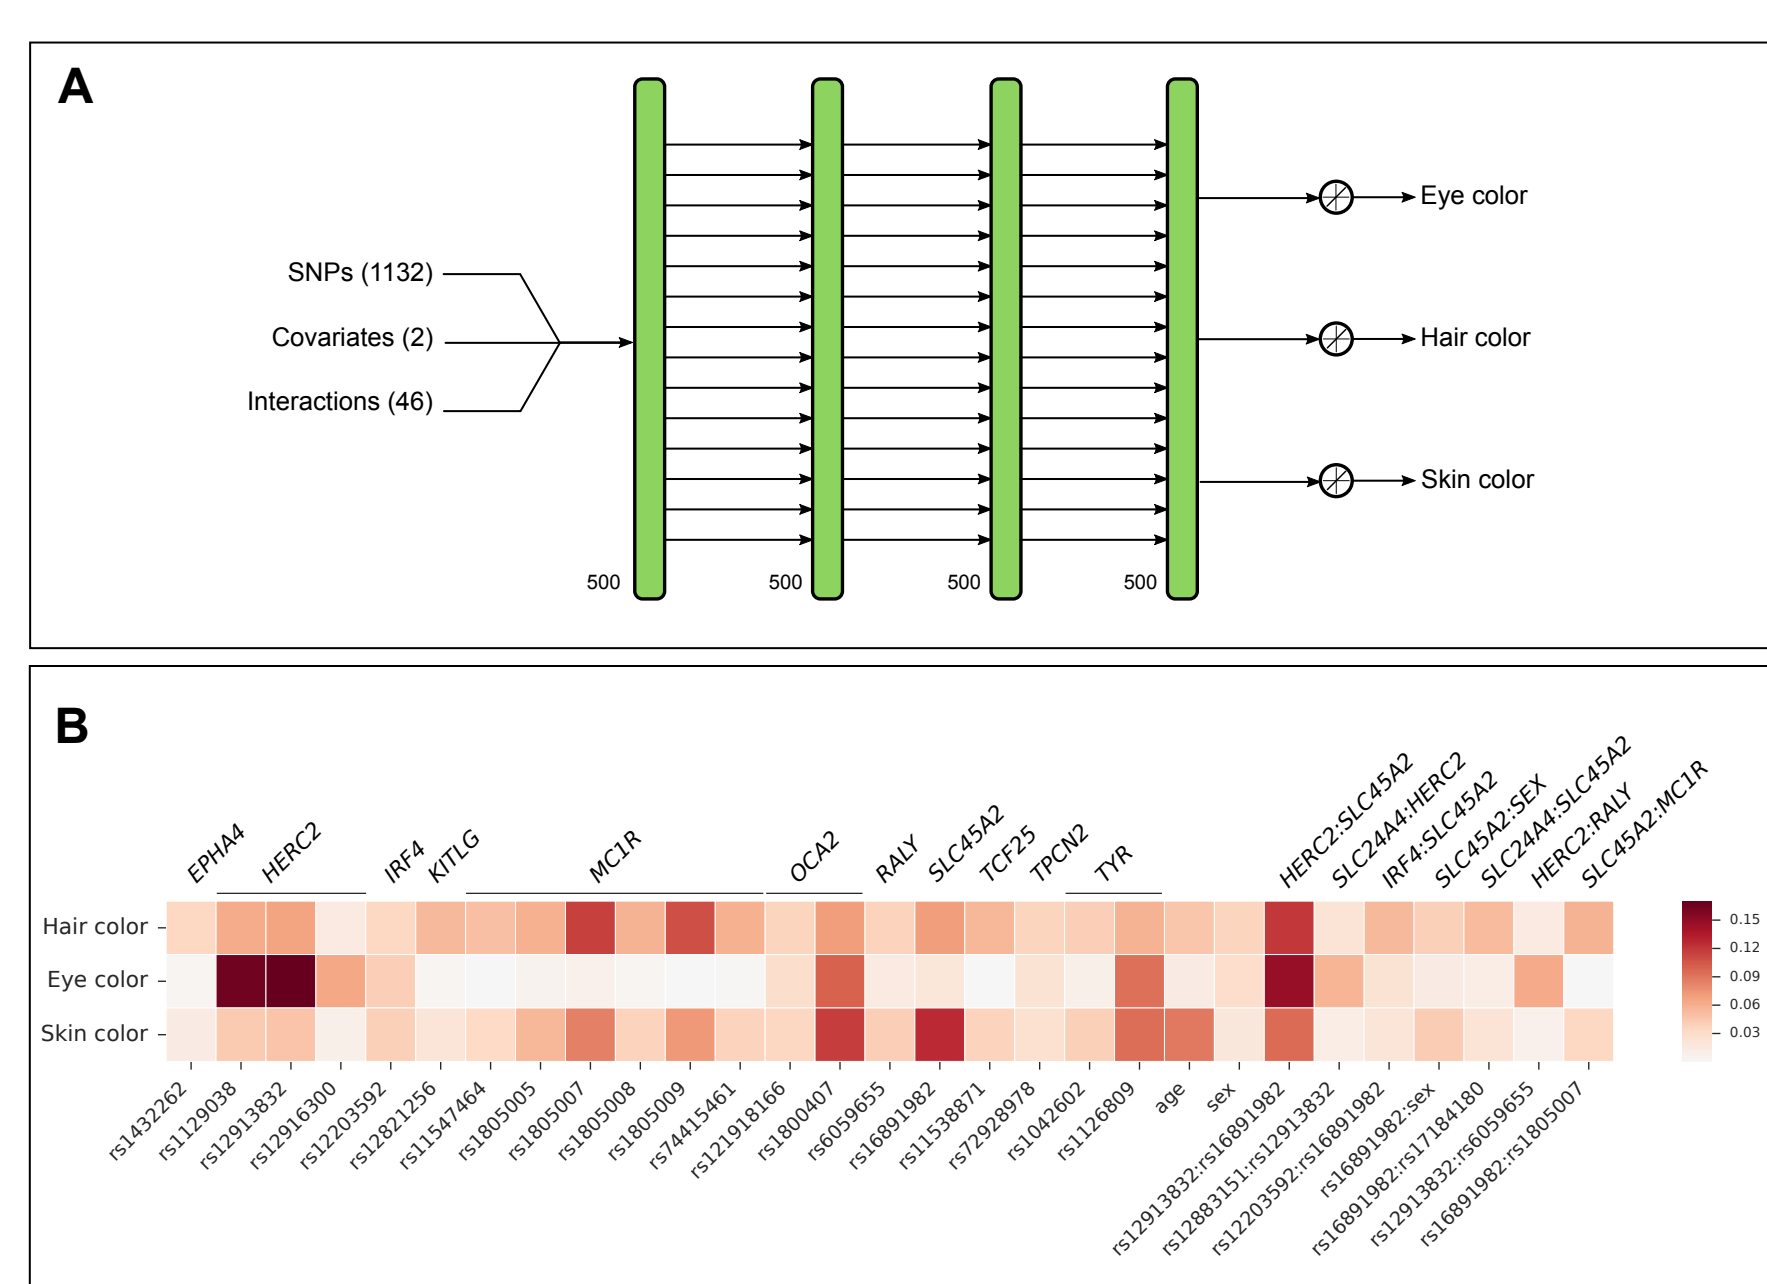 A
SNPs (1132)
Covariates (2)
Interactions (46)
500
500
500
500
Eye color
Hair color
Skin color
B
EPHA4
HERC2
IRF4
KITLG
MC1R
OCA2
RALY
SLC45A2
TCF25
TPCN2
TYR
HERC2:SLC45A2
SLC24A4:HERC2
IRF4:SLC45A2
SLC45A2:SEX
SLC24A4:SLC45A2
HERC2:RALY
SLC45A2:MC1R
Hair color
Eye color
Skin color
0.15
0.12
0.09
0.06
0.03
rs1432262
rs1129038
rs12913832
rs12916300
rs12203592
rs12821256
rs11547464
rs1805005
rs1805007
rs1805008
rs1805009
rs74415461
rs121918166
rs1800407
rs6059655
rs16891982
rs11538871
rs72928978
rs1042602
rs1126809
age
sex
rs12913832:rs16891982
rs12883151:rs12913832
rs12203592:rs16891982
rs16891982:sex
rs16891982:rs17184180
rs12913832:rs6059655
rs16891982:rs1805007